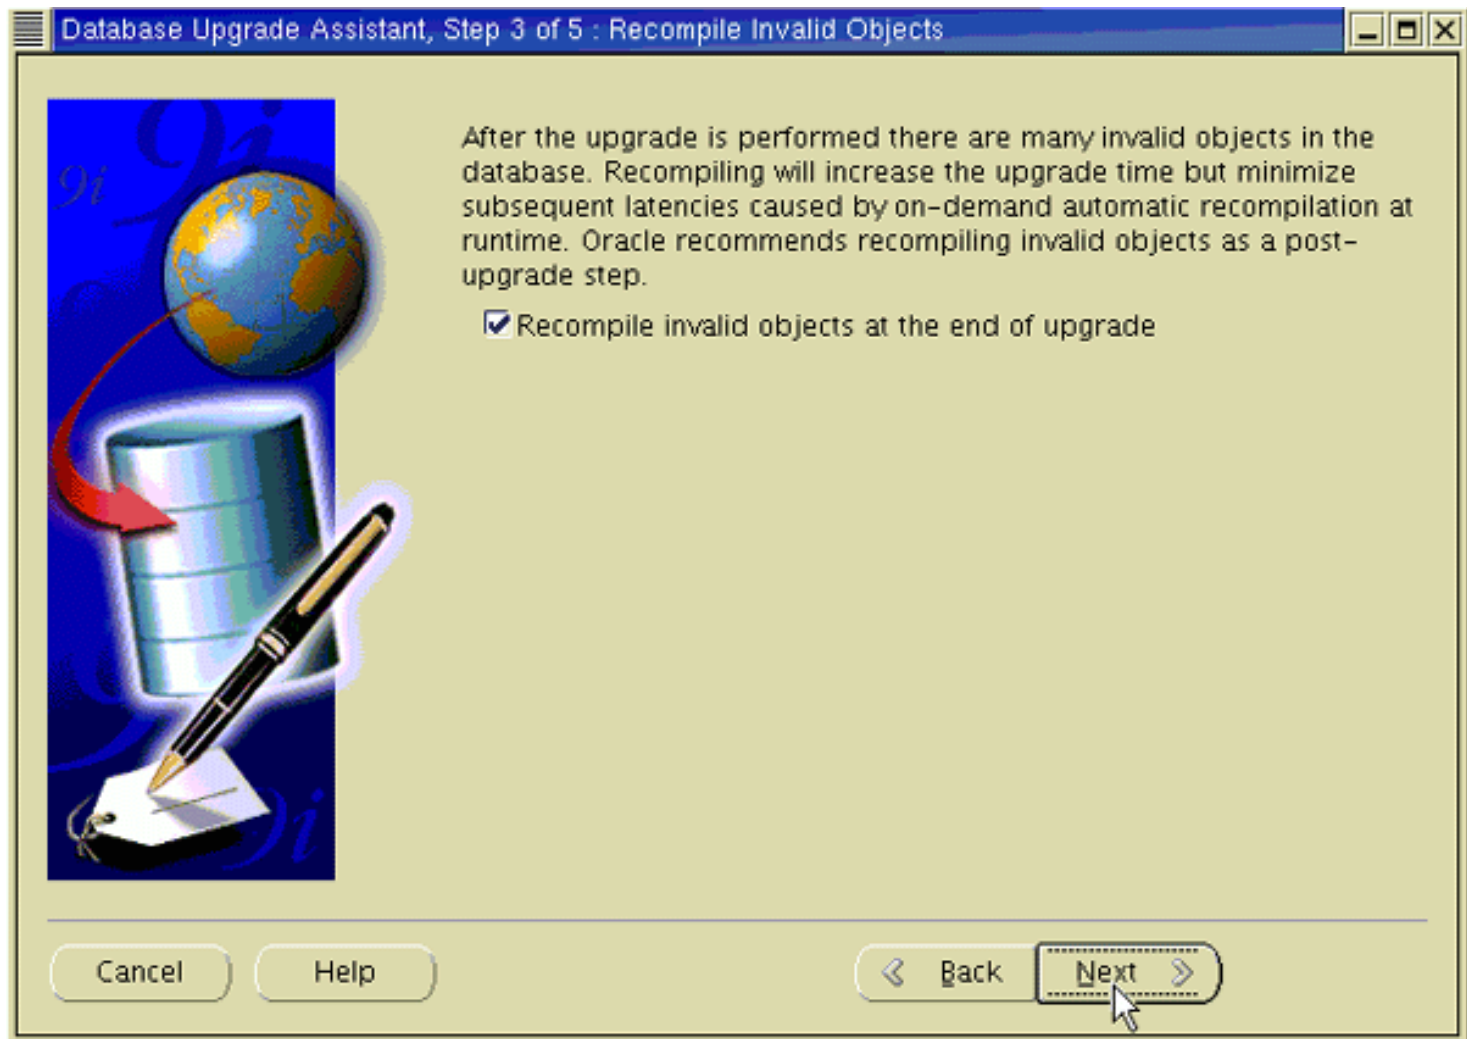 Database Upgrade Assistant, Step 3 of 5 : Recompile Invalid Objects
9i
9i
After the upgrade is performed there are many invalid objects in the
database. Recompiling will increase the upgrade time but minimize
subsequent latencies caused by on-demand automatic recompilation at
runtime. Oracle recommends recompiling invalid objects as a post-
upgrade step.
Recompile invalid objects at the end of upgrade
9i
Cancel
Help
Back
Next